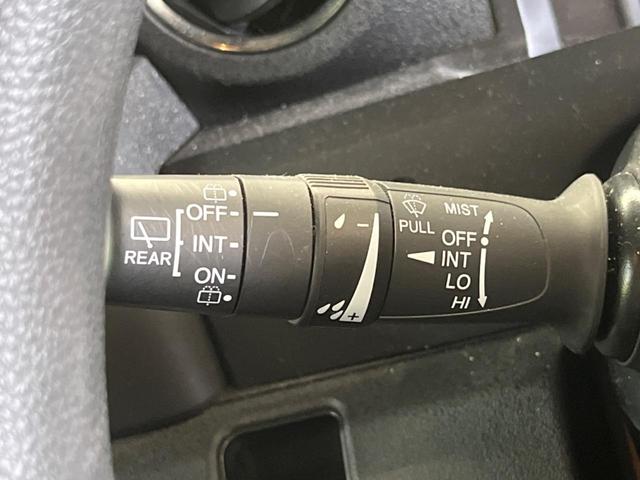 REAR
OFF
INT
ON
−
+
PULL
MIST
OFF
INT
LO
HI